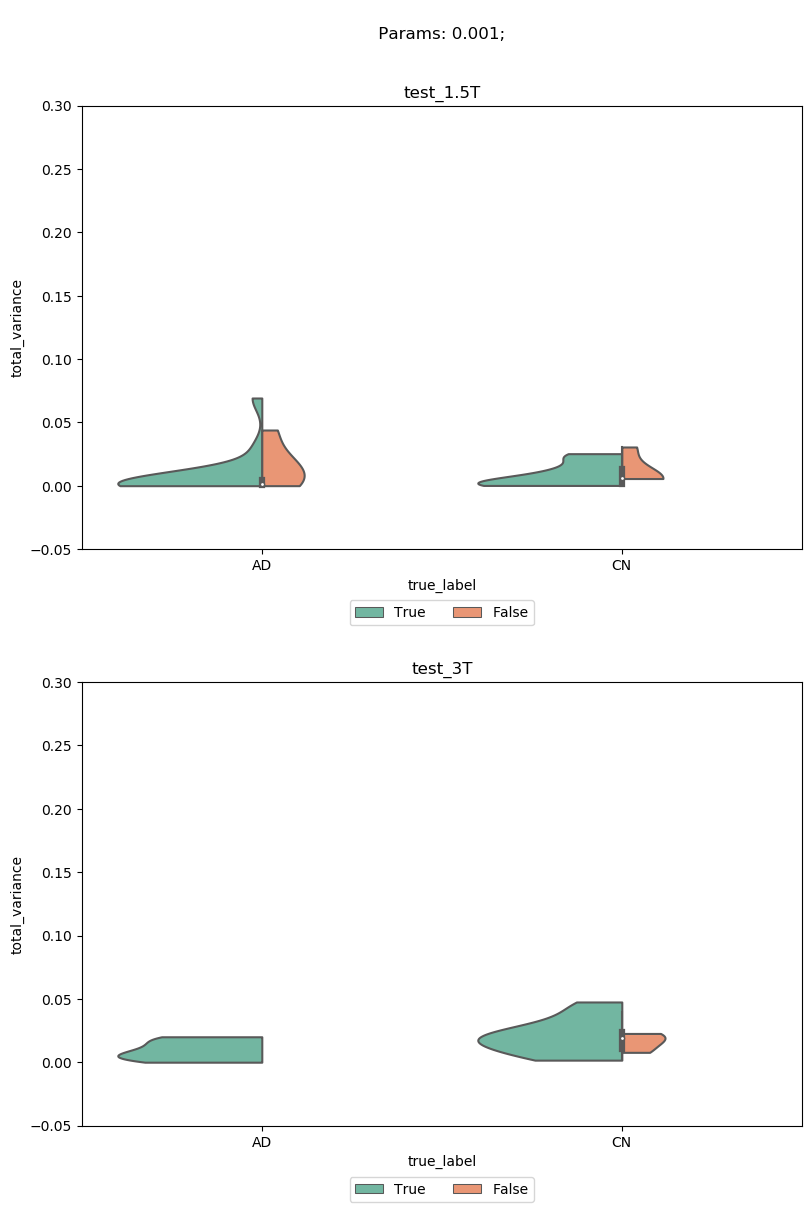 Params: 0.001;
test_1.5T
0.30
0.25
0.20
0.15
0.10
0.05
0.00
−0.05
total_variance
AD CN
true_label
True False
test_3T
0.30
0.25
0.20
0.15
0.10
0.05
0.00
−0.05
total_variance
AD CN
true_label
True False